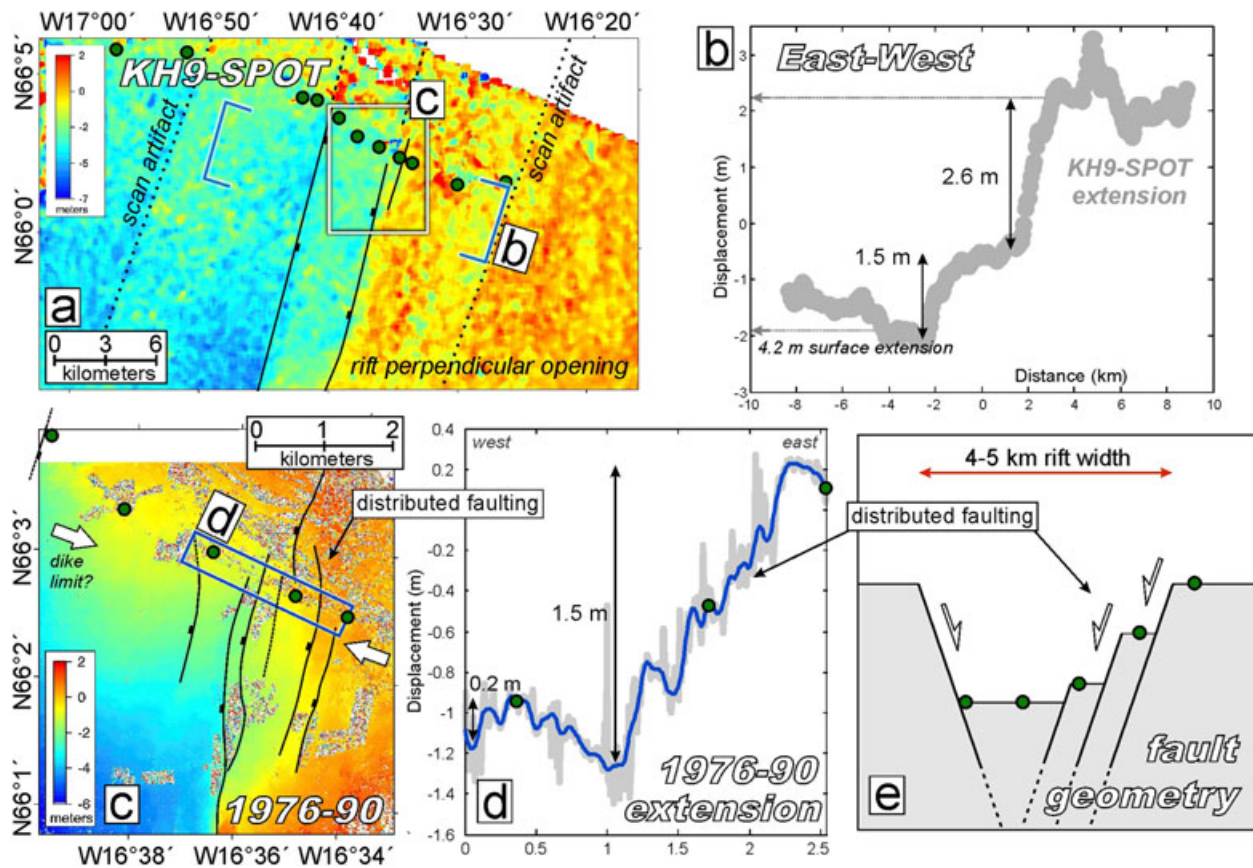 W17°00´ W16°50´ W16°40´ W16°30´ W16°20´
N66°5´
N66°0´
2
0
-2
-5
-7
meters
KH9-SPOT
scan artifact
c
scan artifact
b
a
0 3 6
kilometers
rift perpendicular opening
b
East-West
3
2
1
0
-1
-2
-3
Displacement (m)
2.6 m
KH9-SPOT
extension
1.5 m
4.2 m surface extension
Distance (km)
-10 -8 -6 -4 -2 0 2 4 6 8 10
0 1 2
kilometers
distributed faulting
d
dike
limit?
N66°3´
N66°2´
N66°1´
2
0
-2
-4
-6
meters
c
1976-90
W16°38´ W16°36´ W16°34´
west
east
0.4
0.2
0
-0.2
-0.4
-0.6
-0.8
-1
-1.2
-1.4
-1.6
Displacement (m)
1.5 m
0.2 m
d
1976-90
extension
0 0.5 1 1.5 2 2.5
distributed faulting
4-5 km rift width
e
fault
geometry